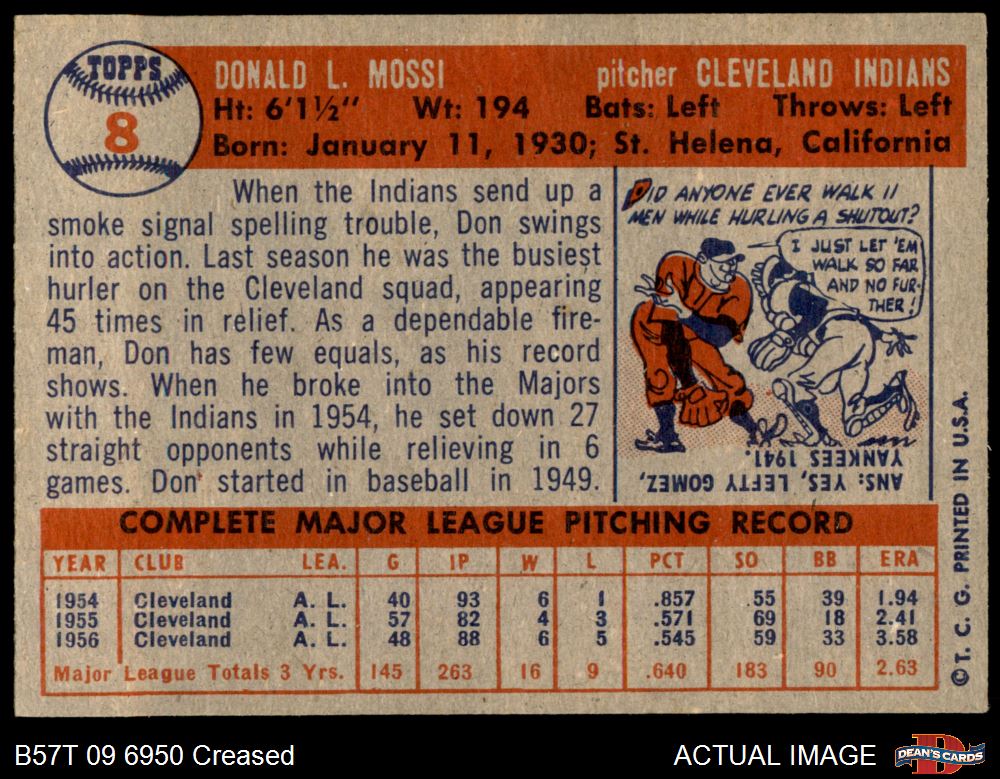 TOPPS
8
DONALD L. MOSSI pitcher CLEVELAND INDIANS
Ht: 6'1½" Wt: 194 Bats: Left Throws: Left
Born: January 11, 1930; St. Helena, California
When the Indians send up a
smoke signal spelling trouble, Don swings
into action. Last season he was the busiest
hurler on the Cleveland squad, appearing
45 times in relief. As a dependable fire-
man, Don has few equals, as his record
shows. When he broke into the Majors
with the Indians in 1954, he set down 27
straight opponents while relieving in 6
games. Don started in baseball in 1949.
DID ANYONE EVER WALK 11
MEN WHILE HURLING A SHUTOUT?
I JUST LET 'EM
WALK SO FAR
AND NO FUR-
THER!
ANS: YES, LEFTY GOMEZ,
YANKEES 1941.
COMPLETE MAJOR LEAGUE PITCHING RECORD
YEAR CLUB LEA. G IP W L PCT SO BB ERA
1954 Cleveland A. L. 40 93 6 1 .857 55 39 1.94
1955 Cleveland A. L. 57 82 4 3 .571 69 18 2.41
1956 Cleveland A. L. 48 88 6 5 .545 59 33 3.58
Major League Totals 3 Yrs. 145 263 16 9 .640 183 90 2.63
©T. C. G. PRINTED IN U.S.A.
B57T 09 6950 Creased
ACTUAL IMAGE
DEAN'S CARDS